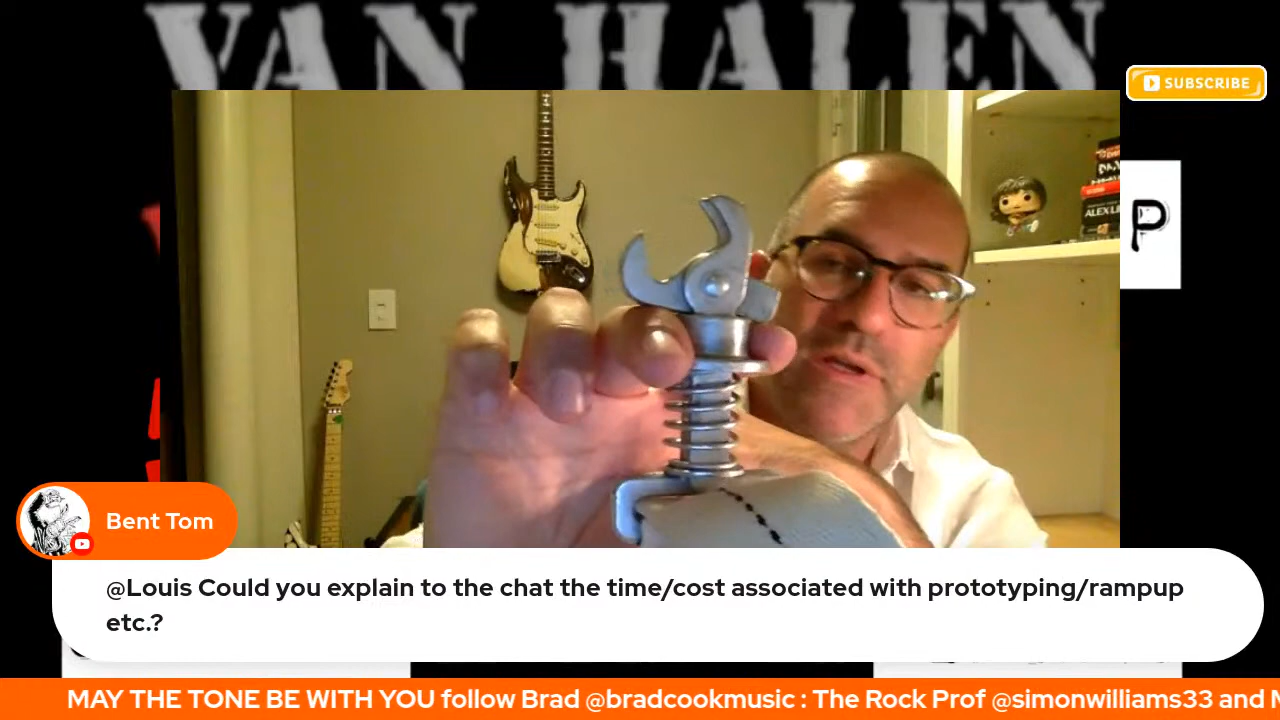 VAN HALEN
SUBSCRIBE
ALEX
P
Bent Tom
@Louis Could you explain to the chat the time/cost associated with prototyping/rampup
etc.?
MAY THE TONE BE WITH YOU follow Brad @bradcookmusic : The Rock Prof @simonwilliams33 and